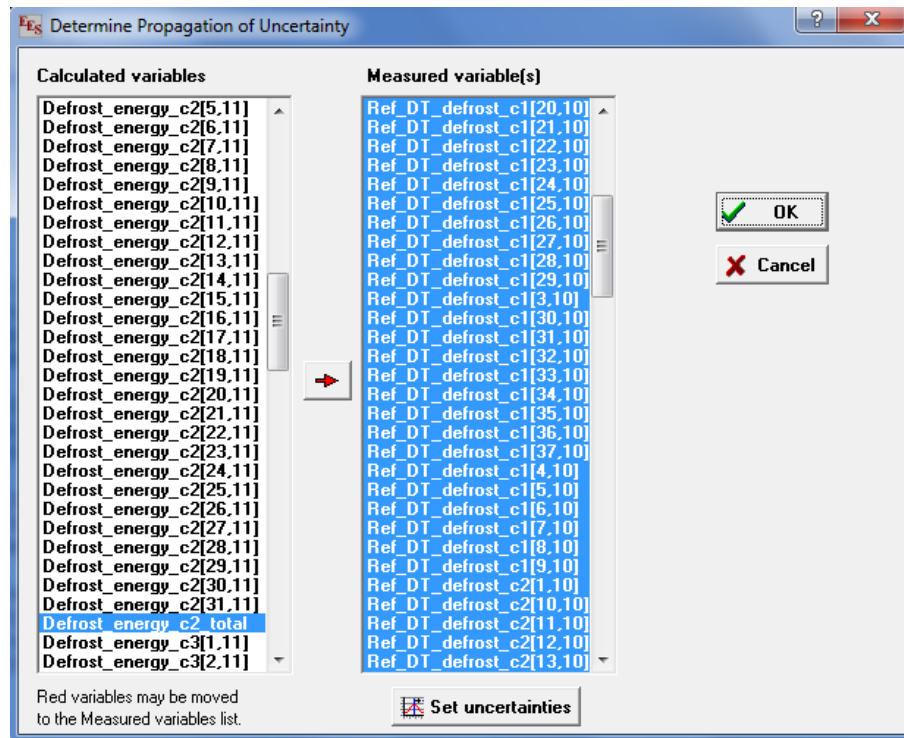 EES Determine Propagation of Uncertainty
Calculated variables
Defrost_energy_c2[5,11]
Defrost_energy_c2[6,11]
Defrost_energy_c2[7,11]
Defrost_energy_c2[8,11]
Defrost_energy_c2[9,11]
Defrost_energy_c2[10,11]
Defrost_energy_c2[11,11]
Defrost_energy_c2[12,11]
Defrost_energy_c2[13,11]
Defrost_energy_c2[14,11]
Defrost_energy_c2[15,11]
Defrost_energy_c2[16,11]
Defrost_energy_c2[17,11]
Defrost_energy_c2[18,11]
Defrost_energy_c2[19,11]
Defrost_energy_c2[20,11]
Defrost_energy_c2[21,11]
Defrost_energy_c2[22,11]
Defrost_energy_c2[23,11]
Defrost_energy_c2[24,11]
Defrost_energy_c2[25,11]
Defrost_energy_c2[26,11]
Defrost_energy_c2[27,11]
Defrost_energy_c2[28,11]
Defrost_energy_c2[29,11]
Defrost_energy_c2[30,11]
Defrost_energy_c2[31,11]
Defrost_energy_c2_total
Defrost_energy_c3[1,11]
Defrost_energy_c3[2,11]
Red variables may be moved
to the Measured variables list.
Measured variable(s)
Ref_DT_defrost_c1[20,10]
Ref_DT_defrost_c1[21,10]
Ref_DT_defrost_c1[22,10]
Ref_DT_defrost_c1[23,10]
Ref_DT_defrost_c1[24,10]
Ref_DT_defrost_c1[25,10]
Ref_DT_defrost_c1[26,10]
Ref_DT_defrost_c1[27,10]
Ref_DT_defrost_c1[28,10]
Ref_DT_defrost_c1[29,10]
Ref_DT_defrost_c1[3,10]
Ref_DT_defrost_c1[30,10]
Ref_DT_defrost_c1[31,10]
Ref_DT_defrost_c1[32,10]
Ref_DT_defrost_c1[33,10]
Ref_DT_defrost_c1[34,10]
Ref_DT_defrost_c1[35,10]
Ref_DT_defrost_c1[36,10]
Ref_DT_defrost_c1[37,10]
Ref_DT_defrost_c1[4,10]
Ref_DT_defrost_c1[5,10]
Ref_DT_defrost_c1[6,10]
Ref_DT_defrost_c1[7,10]
Ref_DT_defrost_c1[8,10]
Ref_DT_defrost_c1[9,10]
Ref_DT_defrost_c2[1,10]
Ref_DT_defrost_c2[10,10]
Ref_DT_defrost_c2[11,10]
Ref_DT_defrost_c2[12,10]
Ref_DT_defrost_c2[13,10]
Set uncertainties
OK
Cancel